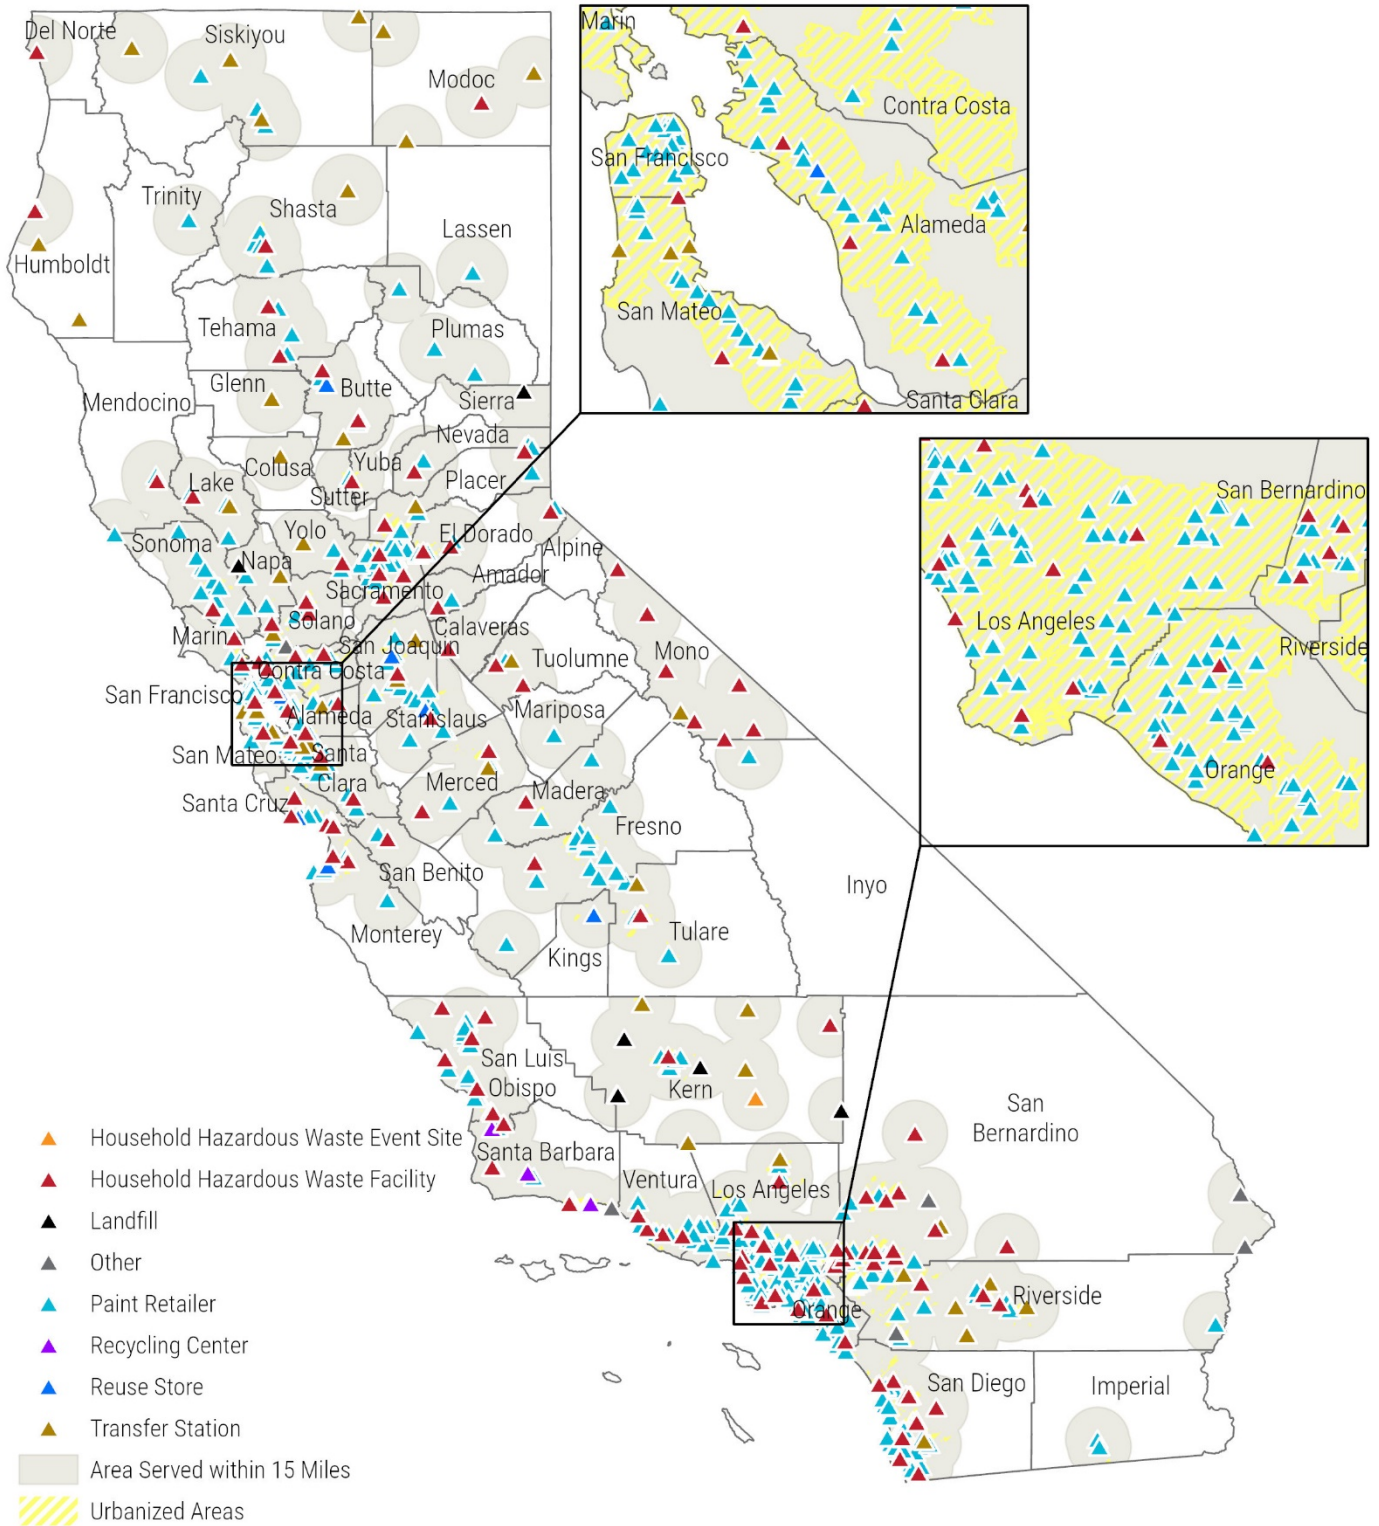 Del Norte
Siskiyou
Modoc
Trinity
Shasta
Lassen
Humboldt
Tehama
Plumas
Glenn
Butte
Mendocino
Sierra
Nevada
Colusa
Yuba
Lake
Placer
Sutter
Yolo
El Dorado
Sonoma
Alpine
Napa
Amador
Sacramento
Solano
Marin
Calaveras
San Joaquin
Tuolumne
Mono
Contra Costa
San Francisco
Mariposa
Alameda
Stanislaus
San Mateo
Santa
Clara
Merced
Madera
Santa Cruz
Fresno
San Benito
Inyo
Monterey
Tulare
Kings
San Luis
Obispo
Kern
San
Bernardino
Santa Barbara
Ventura
Los Angeles
Orange
Riverside
San Diego
Imperial
Marin
Contra Costa
San Francisco
Alameda
San Mateo
Santa Clara
San Bernardino
Los Angeles
Riverside
Orange
Household Hazardous Waste Event Site
Household Hazardous Waste Facility
Landfill
Other
Paint Retailer
Recycling Center
Reuse Store
Transfer Station
Area Served within 15 Miles
Urbanized Areas